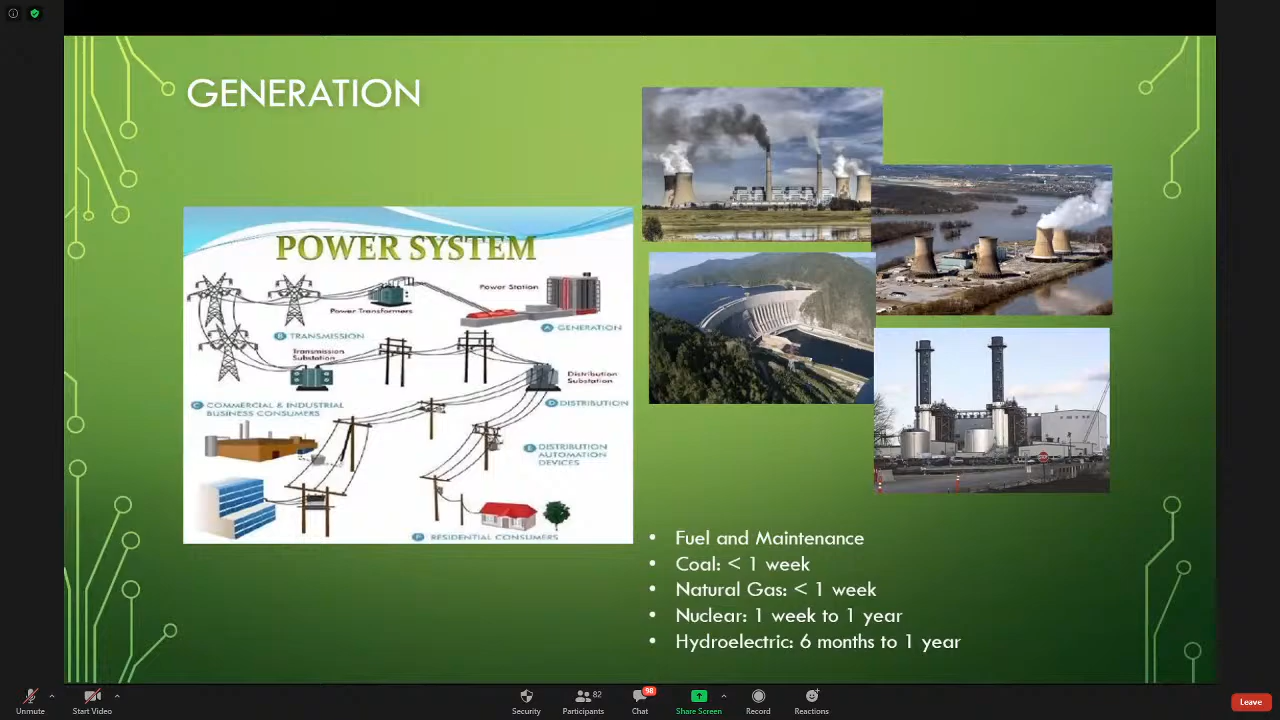 GENERATION
POWER SYSTEM
Power Station
Power Transformers
A GENERATION
B TRANSMISSION
Transmission
Substation
Distribution
Substation
C COMMERCIAL & INDUSTRIAL
BUSINESS CONSUMERS
D DISTRIBUTION
E DISTRIBUTION
AUTOMATION
DEVICES
F RESIDENTIAL CONSUMERS
• Fuel and Maintenance
• Coal: < 1 week
• Natural Gas: < 1 week
• Nuclear: 1 week to 1 year
• Hydroelectric: 6 months to 1 year
Unmute
Start Video
Security
82
Participants
98
Chat
Share Screen
Record
Reactions
Leave